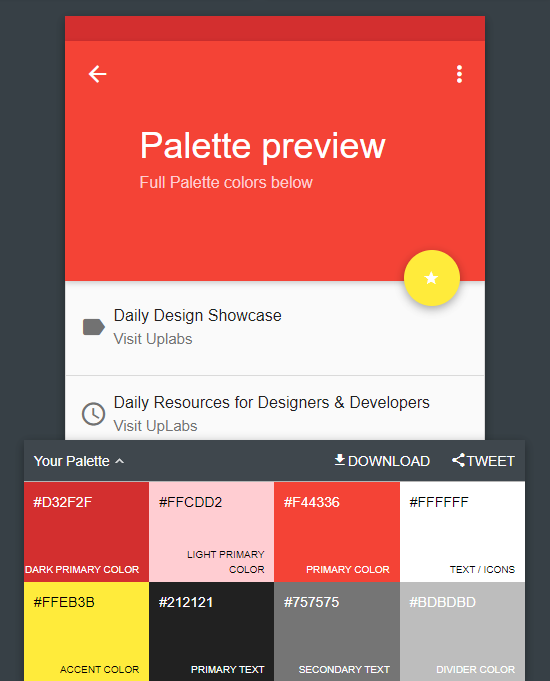 Palette preview
Full Palette colors below
Daily Design Showcase
Visit Uplabs
Daily Resources for Designers & Developers
Visit UpLabs
Your Palette DOWNLOAD TWEET
#D32F2F #FFCDD2 #F44336 #FFFFFF
LIGHT PRIMARY
DARK PRIMARY COLOR COLOR PRIMARY COLOR TEXT / ICONS
#FFEB3B #212121 #757575 #BDBDBD
ACCENT COLOR PRIMARY TEXT SECONDARY TEXT DIVIDER COLOR